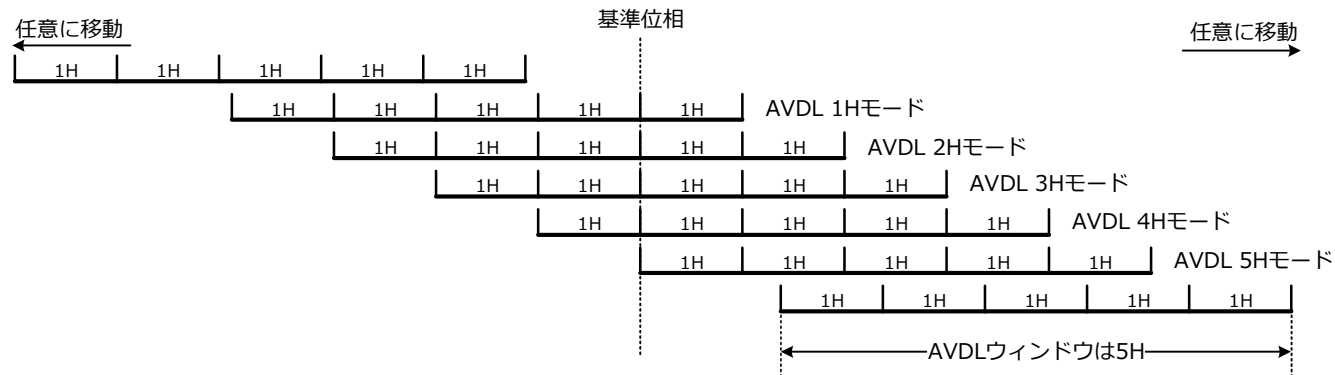 基準位相
任意に移動
任意に移動
1H 1H 1H 1H 1H
1H 1H 1H 1H 1H AVDL 1Hモード
1H 1H 1H 1H 1H AVDL 2Hモード
1H 1H 1H 1H 1H AVDL 3Hモード
1H 1H 1H 1H 1H AVDL 4Hモード
1H 1H 1H 1H 1H AVDL 5Hモード
1H 1H 1H 1H 1H
AVDLウィンドウは5H